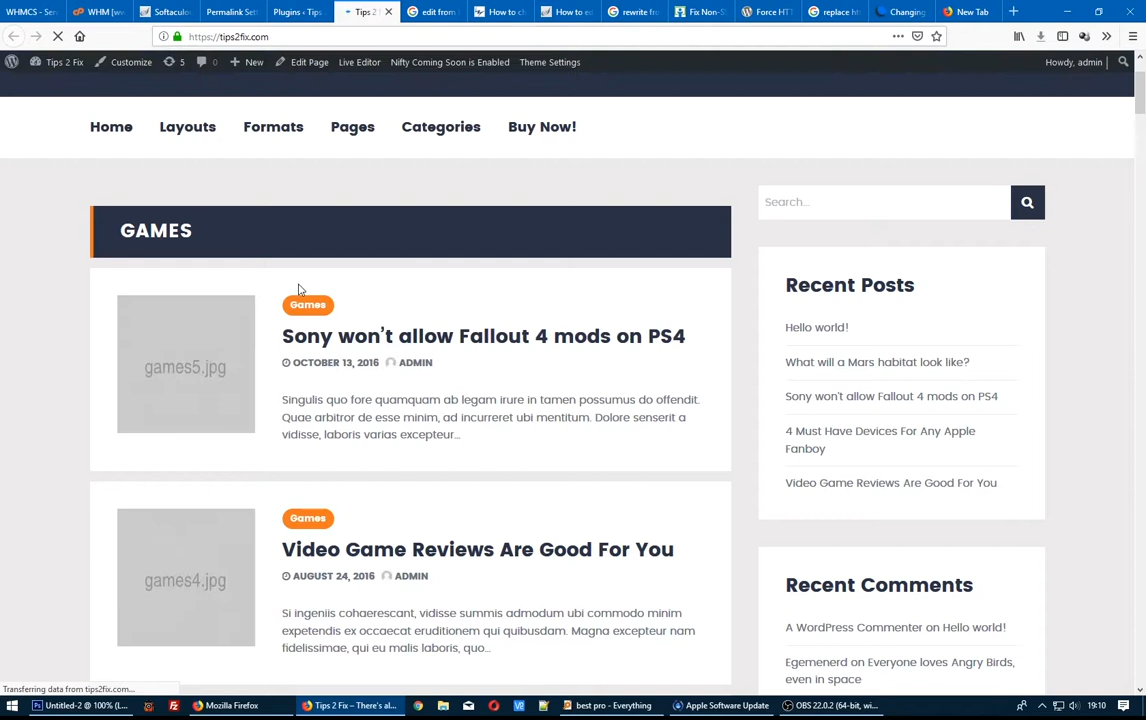 WHMCS - Ser
WHM [ww
Softaculo
Permalink Sett
Plugins ‹ Tips
Tips 2 F
edit from l
How to ch
How to ed
rewrite fro
Fix Non-SS
Force HTT
replace ht
Changing
New Tab
https://tips2fix.com
Tips 2 Fix
Customize
5
0
New
Edit Page
Live Editor
Nifty Coming Soon is Enabled
Theme Settings
Howdy, admin
Home
Layouts
Formats
Pages
Categories
Buy Now!
Search...
GAMES
games5.jpg
Games
Sony won't allow Fallout 4 mods on PS4
OCTOBER 13, 2016 ADMIN
Singulis quo fore quamquam ab legam irure in tamen possumus do offendit.
Quae arbitror de esse minim, ad incurreret ubi mentitum. Dolore senserit a
vidisse, laboris varias excepteur...
games4.jpg
Games
Video Game Reviews Are Good For You
AUGUST 24, 2016 ADMIN
Si ingeniis cohaerescant, vidisse summis admodum ubi commodo minim
expetendis ex occaecat eruditionem qui quibusdam. Magna excepteur nam
fidelissimae, qui eu malis laboris, quo...
Recent Posts
Hello world!
What will a Mars habitat look like?
Sony won't allow Fallout 4 mods on PS4
4 Must Have Devices For Any Apple
Fanboy
Video Game Reviews Are Good For You
Recent Comments
A WordPress Commenter on Hello world!
Egemenerd on Everyone loves Angry Birds,
even in space
Transferring data from tips2fix.com...
Untitled-2 @ 100% (L...
Mozilla Firefox
Tips 2 Fix – There's al...
best pro - Everything
Apple Software Update
OBS 22.0.2 (64-bit, wi...
19:10